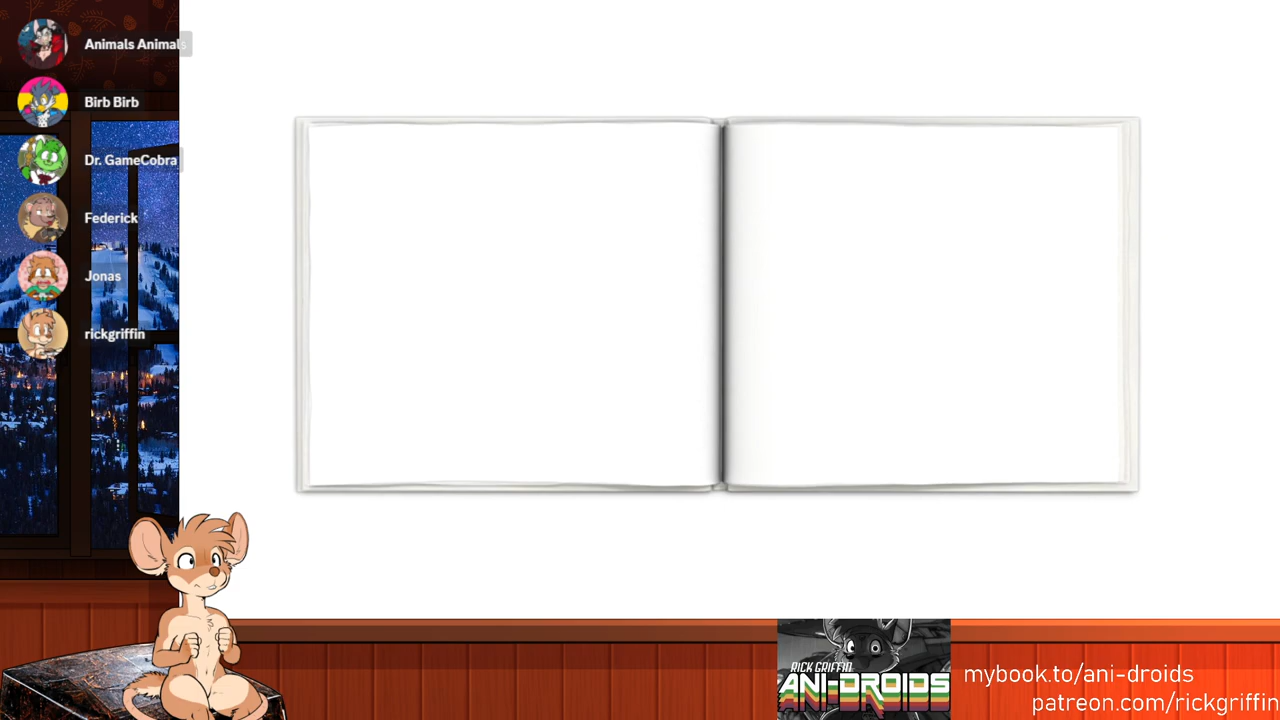 Animals Animals
Birb Birb
Dr. GameCobra
Federick
Jonas
rickgriffin
RICK GRIFFIN
ANI-DROIDS
mybook.to/ani-droids
patreon.com/rickgriffin